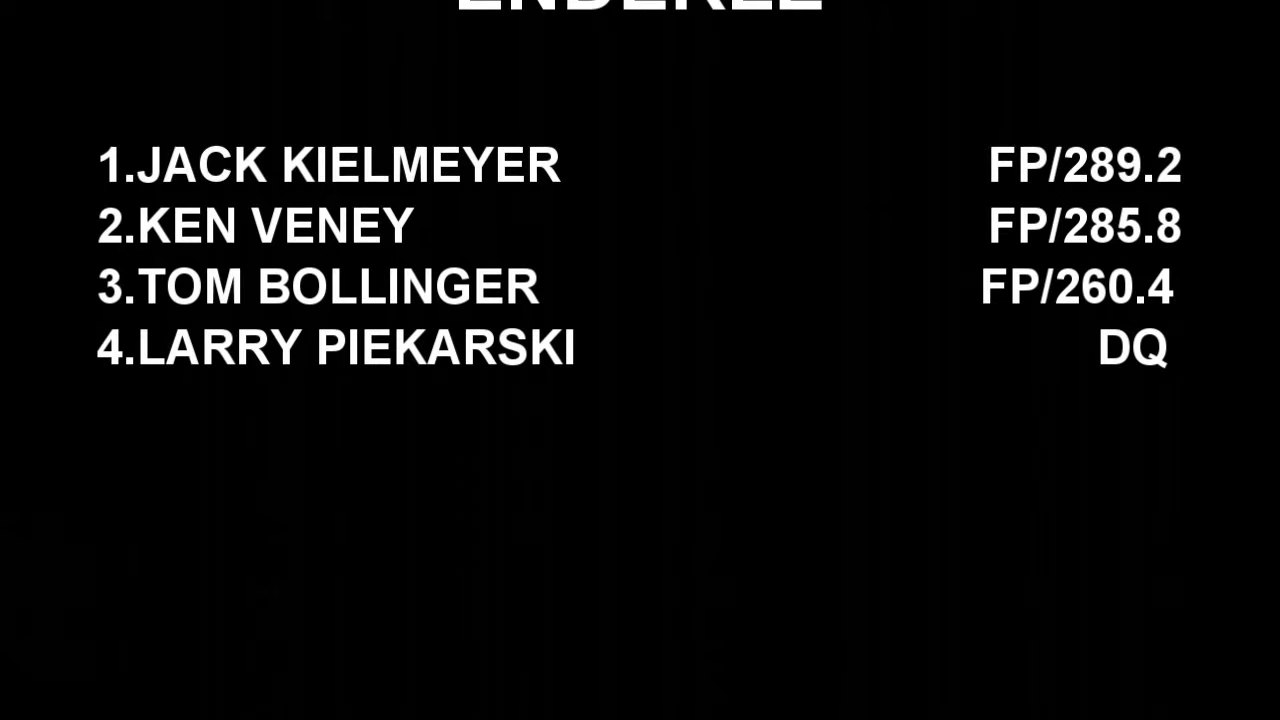 ENDERLE
1.JACK KIELMEYER FP/289.2
2.KEN VENEY FP/285.8
3.TOM BOLLINGER FP/260.4
4.LARRY PIEKARSKI DQ